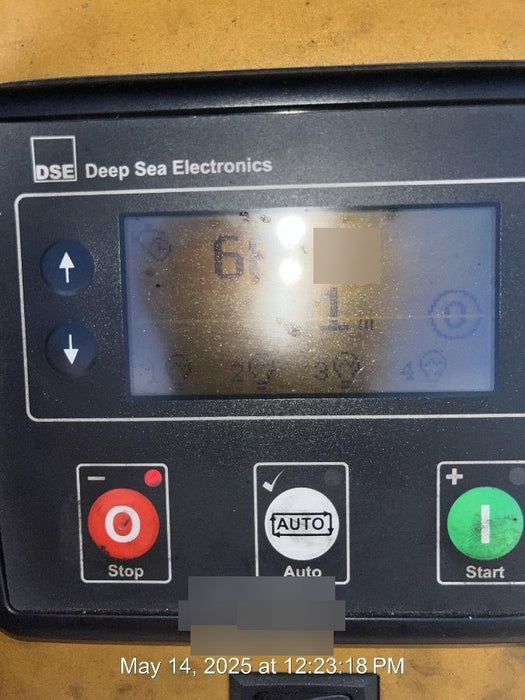 DSE Deep Sea Electronics
1 2 3 4
AUTO
Stop Auto Start
May 14, 2025 at 12:23:18 PM